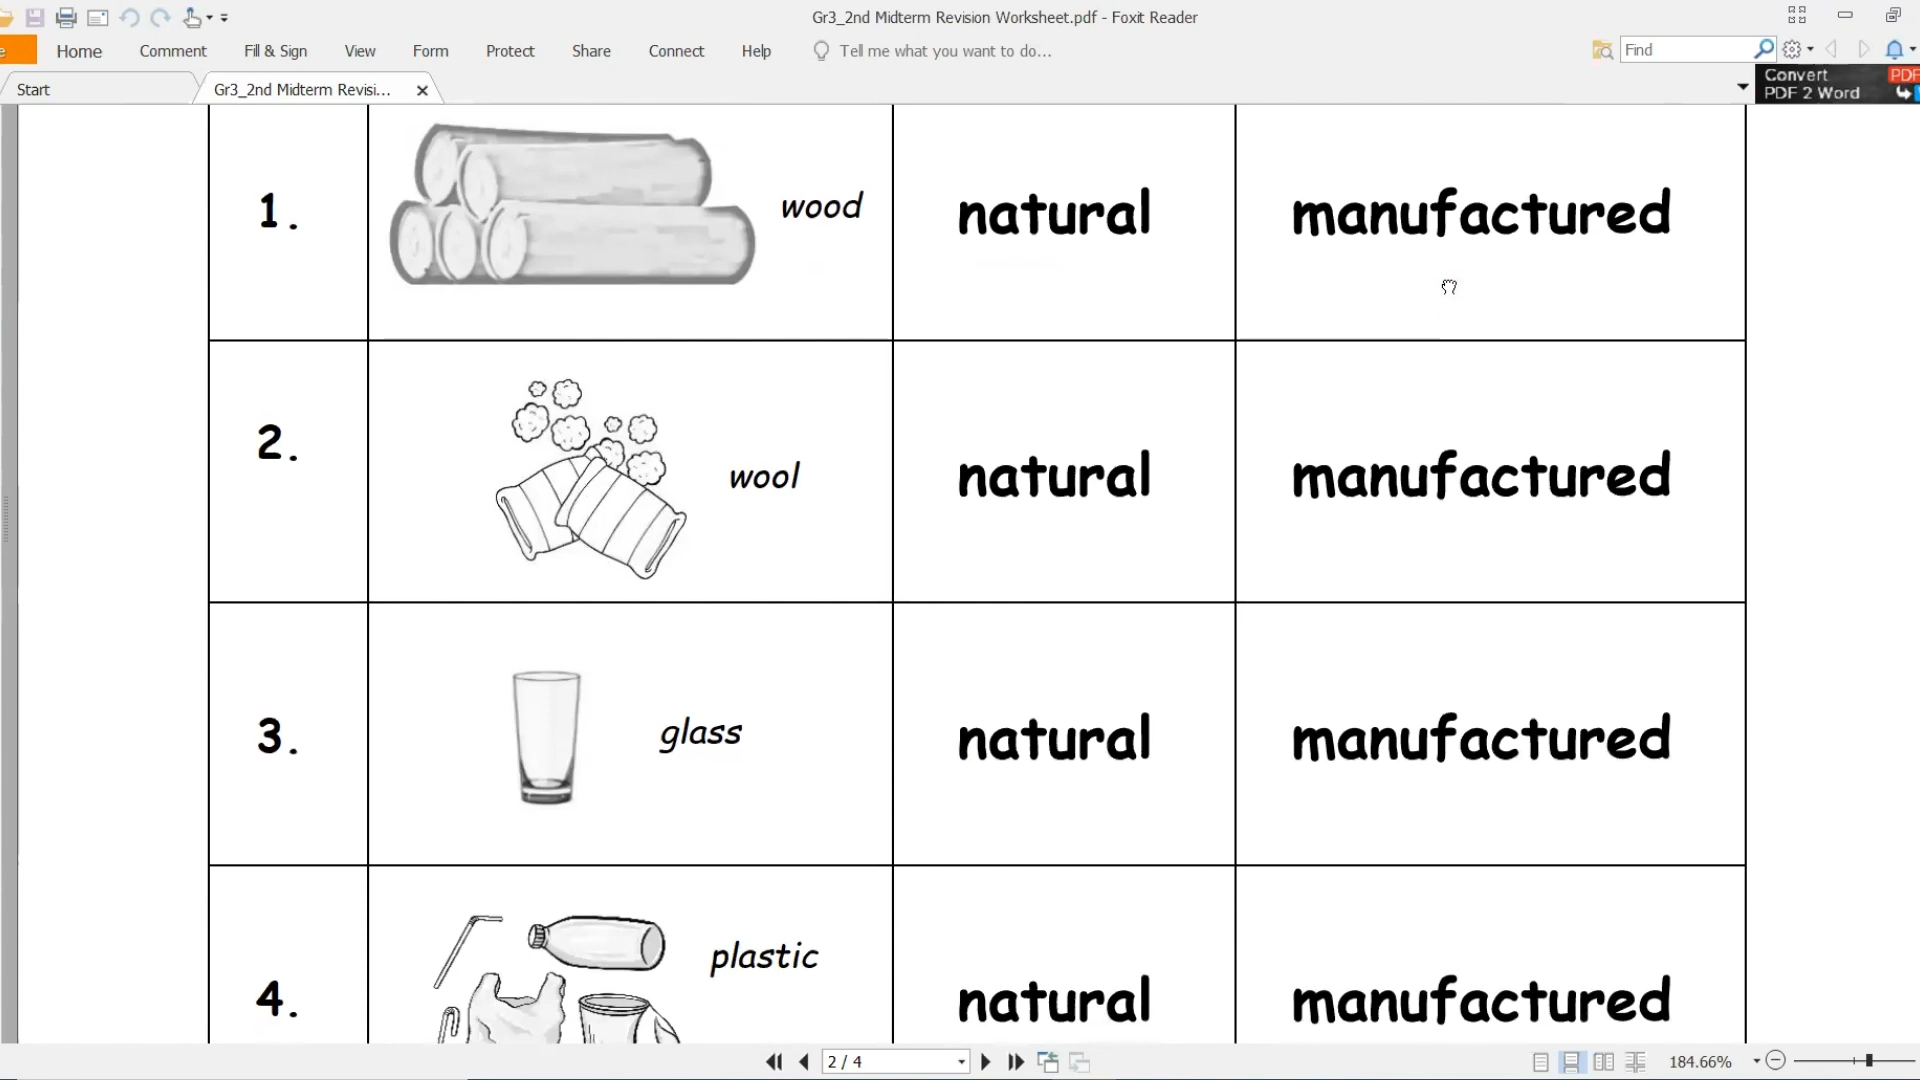 Gr3_2nd Midterm Revision Worksheet.pdf - Foxit Reader
Home Comment Fill & Sign View Form Protect Share Connect Help Tell me what you want to do... Find
Start Gr3_2nd Midterm Revisi... Convert PDF
PDF 2 Word
1. wood natural manufactured
2. wool natural manufactured
3. glass natural manufactured
4. plastic natural manufactured
2 / 4 184.66%